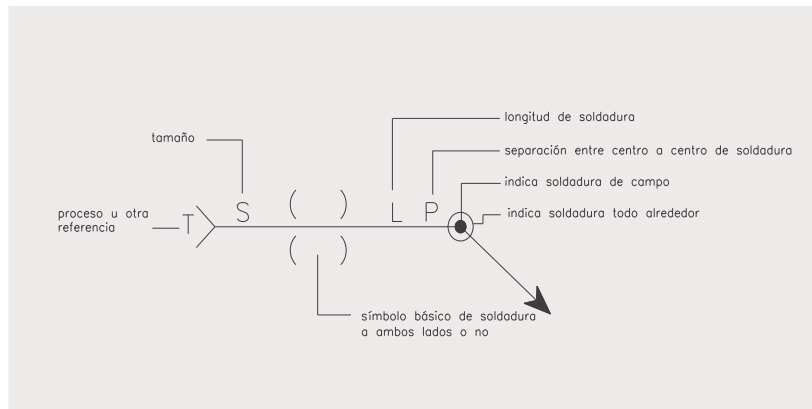 longitud de soldadura
tamaño
separación entre centro a centro de soldadura
indica soldadura de campo
proceso u otra
referencia
T
S
( )
L
P
indica soldadura todo alrededor
( )
símbolo básico de soldadura
a ambos lados o no